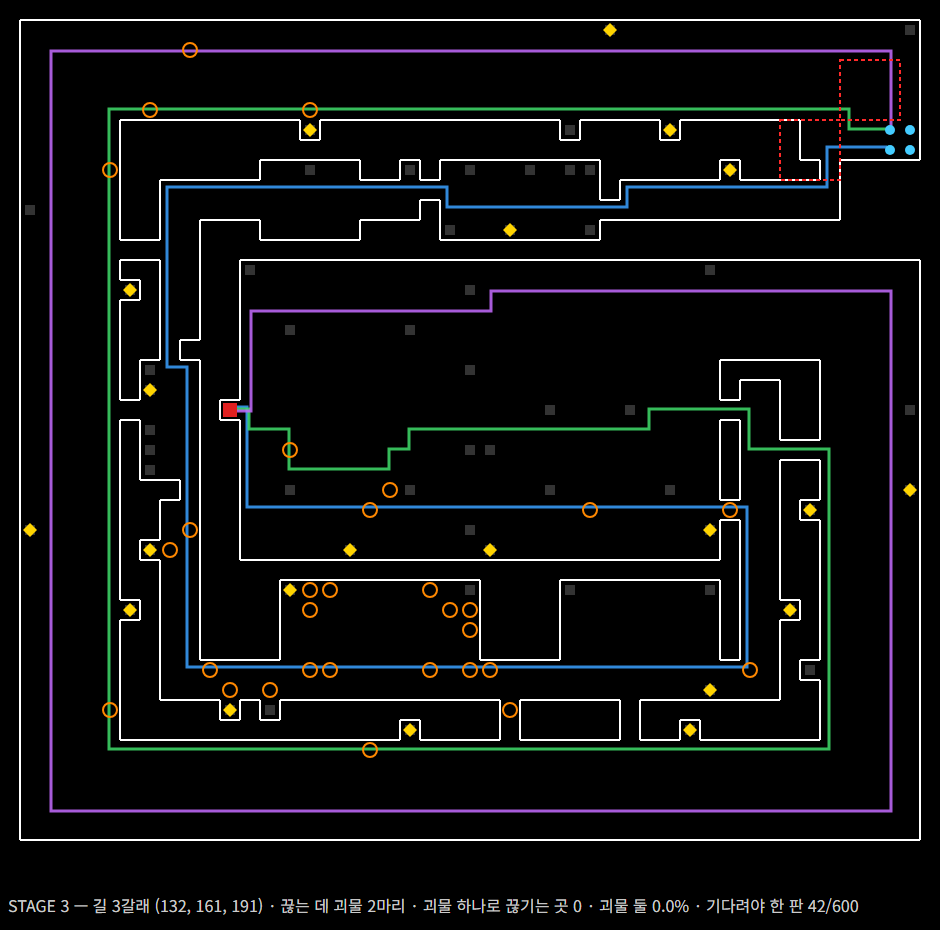 STAGE 3 — 길 3갈래 (132, 161, 191) · 끊는 데 괴물 2마리 · 괴물 하나로 끊기는 곳 0 · 괴물 둘 0.0% · 기다려야 한 판 42/600